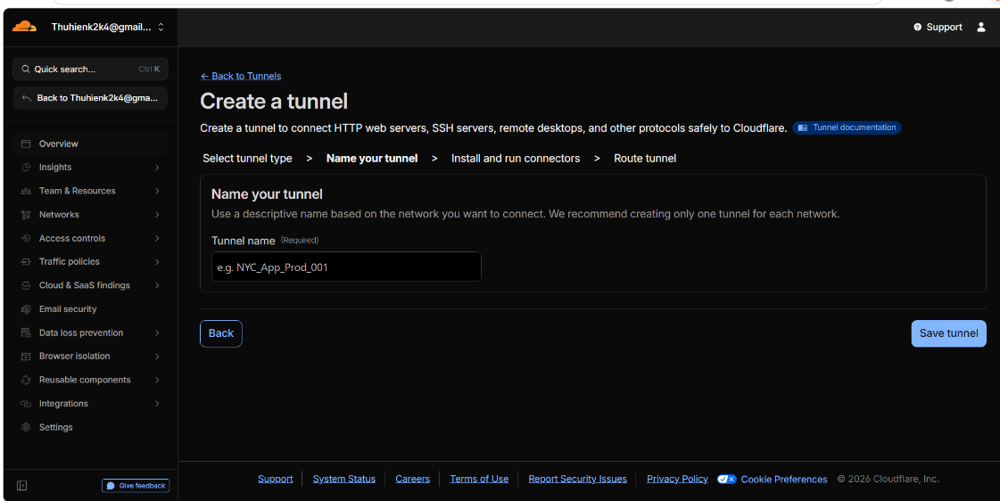 Thuhienk2k4@gmail...
Support
Quick search... Ctrl K
Back to Thuhienk2k4@gma...
Overview
Insights
Team & Resources
Networks
Access controls
Traffic policies
Cloud & SaaS findings
Email security
Data loss prevention
Browser isolation
Reusable components
Integrations
Settings
Give feedback
← Back to Tunnels
Create a tunnel
Create a tunnel to connect HTTP web servers, SSH servers, remote desktops, and other protocols safely to Cloudflare. Tunnel documentation
Select tunnel type > Name your tunnel > Install and run connectors > Route tunnel
Name your tunnel
Use a descriptive name based on the network you want to connect. We recommend creating only one tunnel for each network.
Tunnel name (Required)
e.g. NYC_App_Prod_001
Back Save tunnel
Support System Status Careers Terms of Use Report Security Issues Privacy Policy Cookie Preferences © 2026 Cloudflare, Inc.